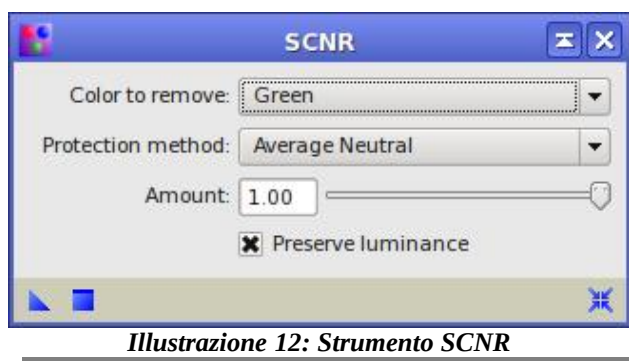 SCNR
Color to remove: Green
Protection method: Average Neutral
Amount: 1.00
Preserve luminance
Illustrazione 12: Strumento SCNR